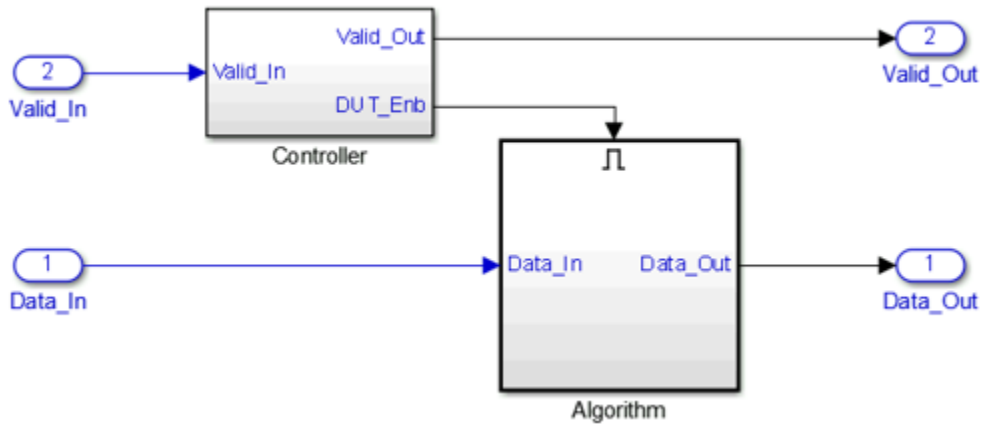 Valid_Out
2
Valid_Out
2
Valid_In
Valid_In
DUT_Enb
Controller
1
Data_In
Data_In
Data_Out
1
Data_Out
Algorithm